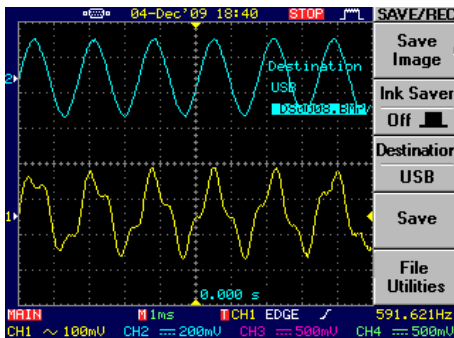 04-Dec'09 18:40 STOP SAVE/REC
Save
Image
Destination
USB
Ink Saver
Off
Destination
USB
2
1
Save
0.000 s
File
Utilities
MAIN M 1ms T CH1 EDGE 591.621Hz
CH1 ~ 100mV CH2 200mV CH3 500mV CH4 500mV